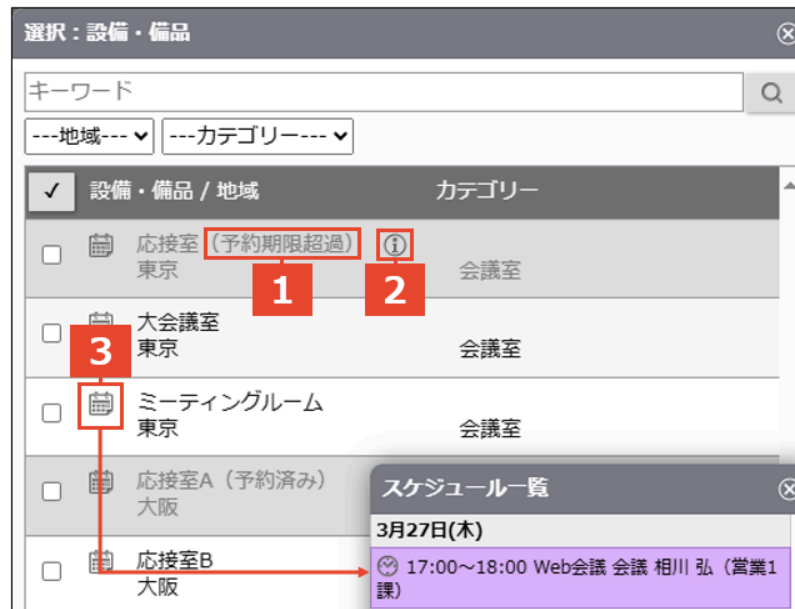 選択：設備・備品
キーワード
---地域---
---カテゴリー---
設備・備品 / 地域 カテゴリー
応接室（予約期限超過）
東京 会議室
1 2
大会議室
東京 会議室
3
ミーティングルーム
東京 会議室
応接室A（予約済み）
大阪
応接室B
大阪
スケジュール一覧
3月27日(木)
17:00～18:00 Web会議 会議 相川 弘（営業1
課）